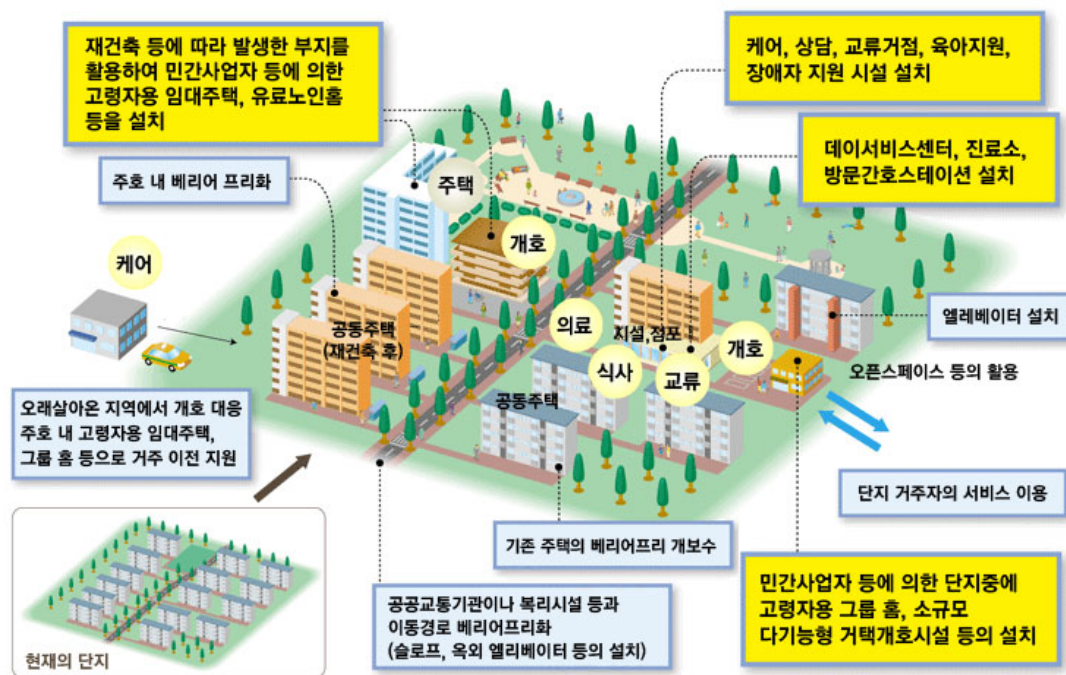 재건축 등에 따라 발생한 부지를
활용하여 민간사업자 등에 의한
고령자용 임대주택, 유료노인홈
등을 설치
케어, 상담, 교류거점, 육아지원,
장애자 지원 시설 설치
데이서비스센터, 진료소,
방문간호스테이션 설치
주호 내 베리어 프리화
주택
개호
케어
공동주택
(재건축 후)
의료
지설,점포
개호
식사
교류
공동주택
엘레베이터 설치
오픈스페이스 등의 활용
오래살아온 지역에서 개호 대응
주호 내 고령자용 임대주택,
그룹 홈 등으로 거주 이전 지원
단지 거주자의 서비스 이용
기존 주택의 베리어프리 개보수
공공교통기관이나 복리시설 등과
이동경로 베리어프리화
(슬로프, 옥외 엘리베이터 등의 설치)
민간사업자 등에 의한 단지중에
고령자용 그룹 홈, 소규모
다기능형 거택개호시설 등의 설치
현재의 단지